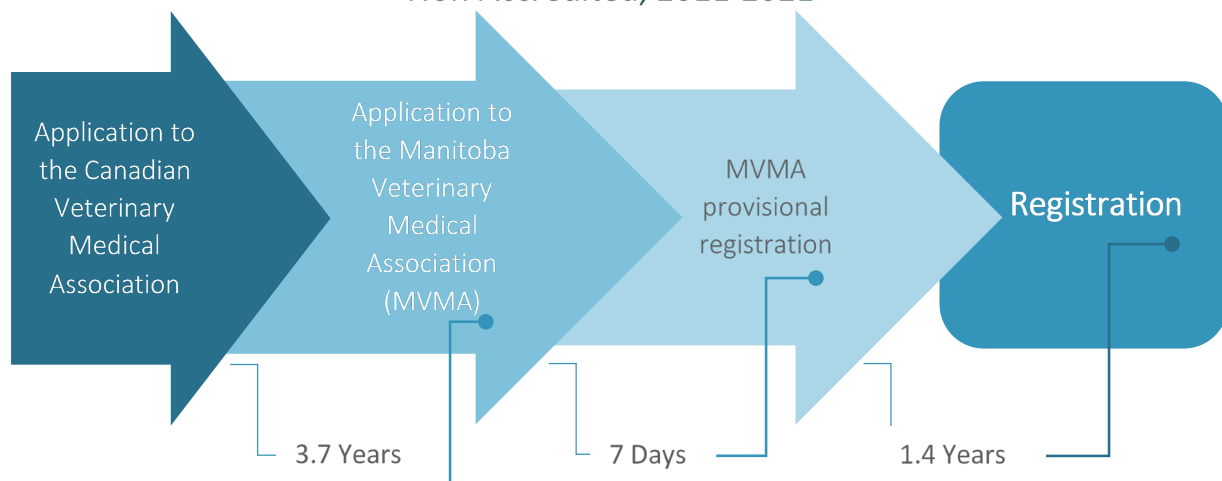 Accredited,
Application to
the Canadian
Veterinary
Medical
Association
Application to
the Manitoba
Veterinary
Medical
Association
(MVMA)
MVMA
provisional
registration
Registration
3.7 Years
7 Days
1.4 Years